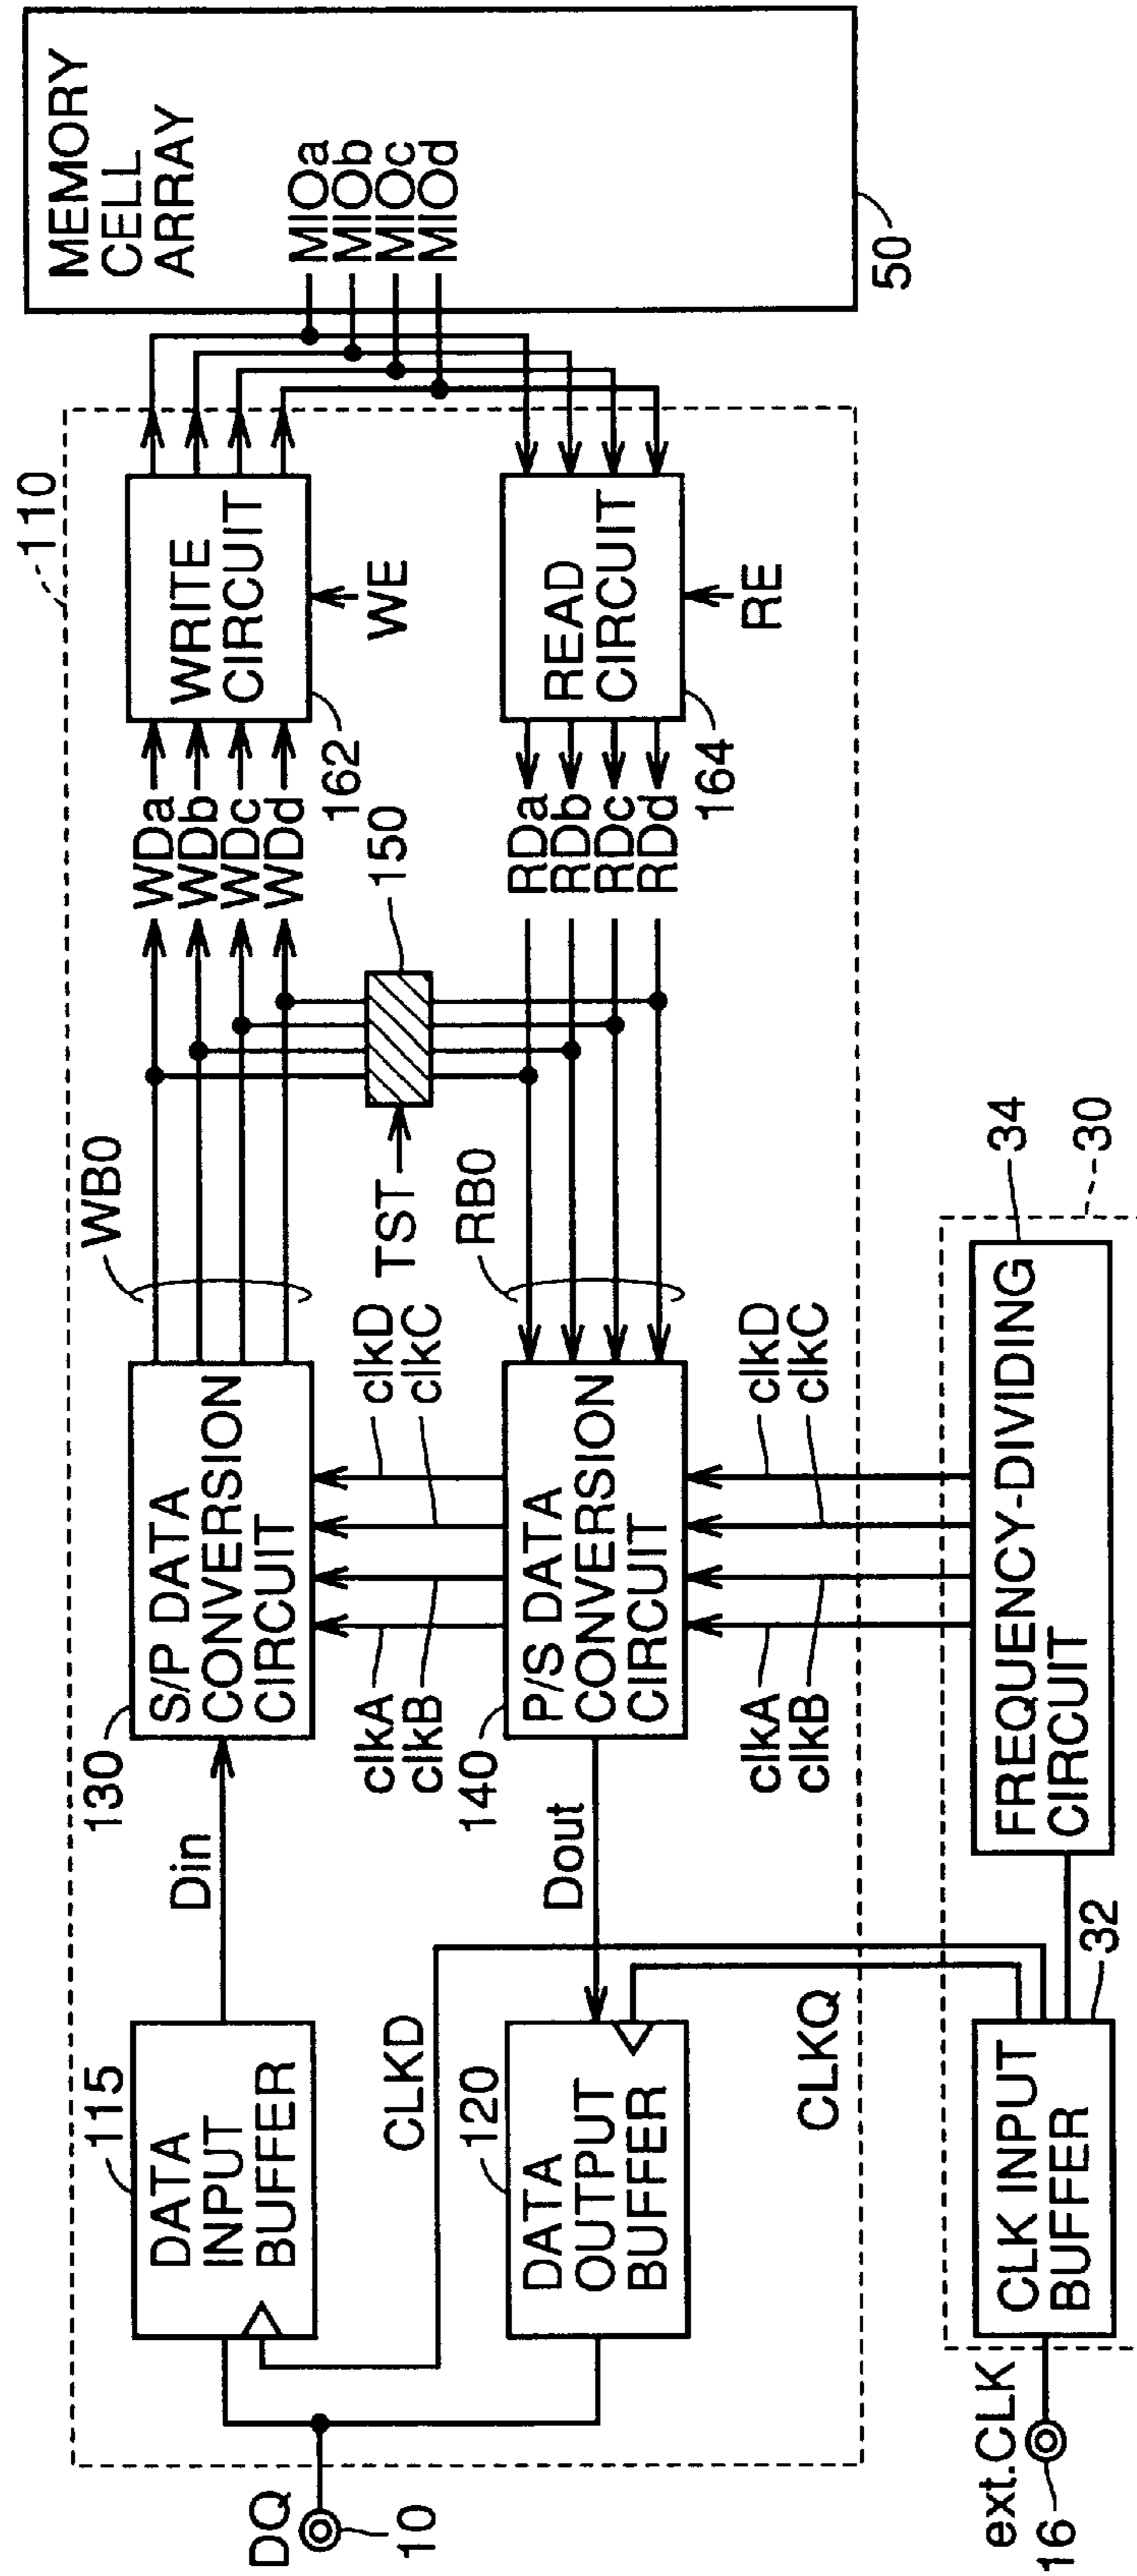 110
MEMORY
CELL
ARRAY
MIOa
MIOb
MIOc
MIOd
50
115
DATA
INPUT
BUFFER
Din
130
S/P DATA
CONVERSION
CIRCUIT
WB0
WDa
WDb
WDc
WDd
WRITE
CIRCUIT
162
WE
150
TST
DQ
10
CLKD
clkA
clkB
clkD
clkC
120
DATA
OUTPUT
BUFFER
Dout
140
P/S DATA
CONVERSION
CIRCUIT
RB0
RDa
RDb
RDc
RDd
READ
CIRCUIT
164
RE
CLKQ
clkA
clkB
clkD
clkC
ext.CLK
16
CLK INPUT
BUFFER
32
FREQUENCY-DIVIDING
CIRCUIT
34
30